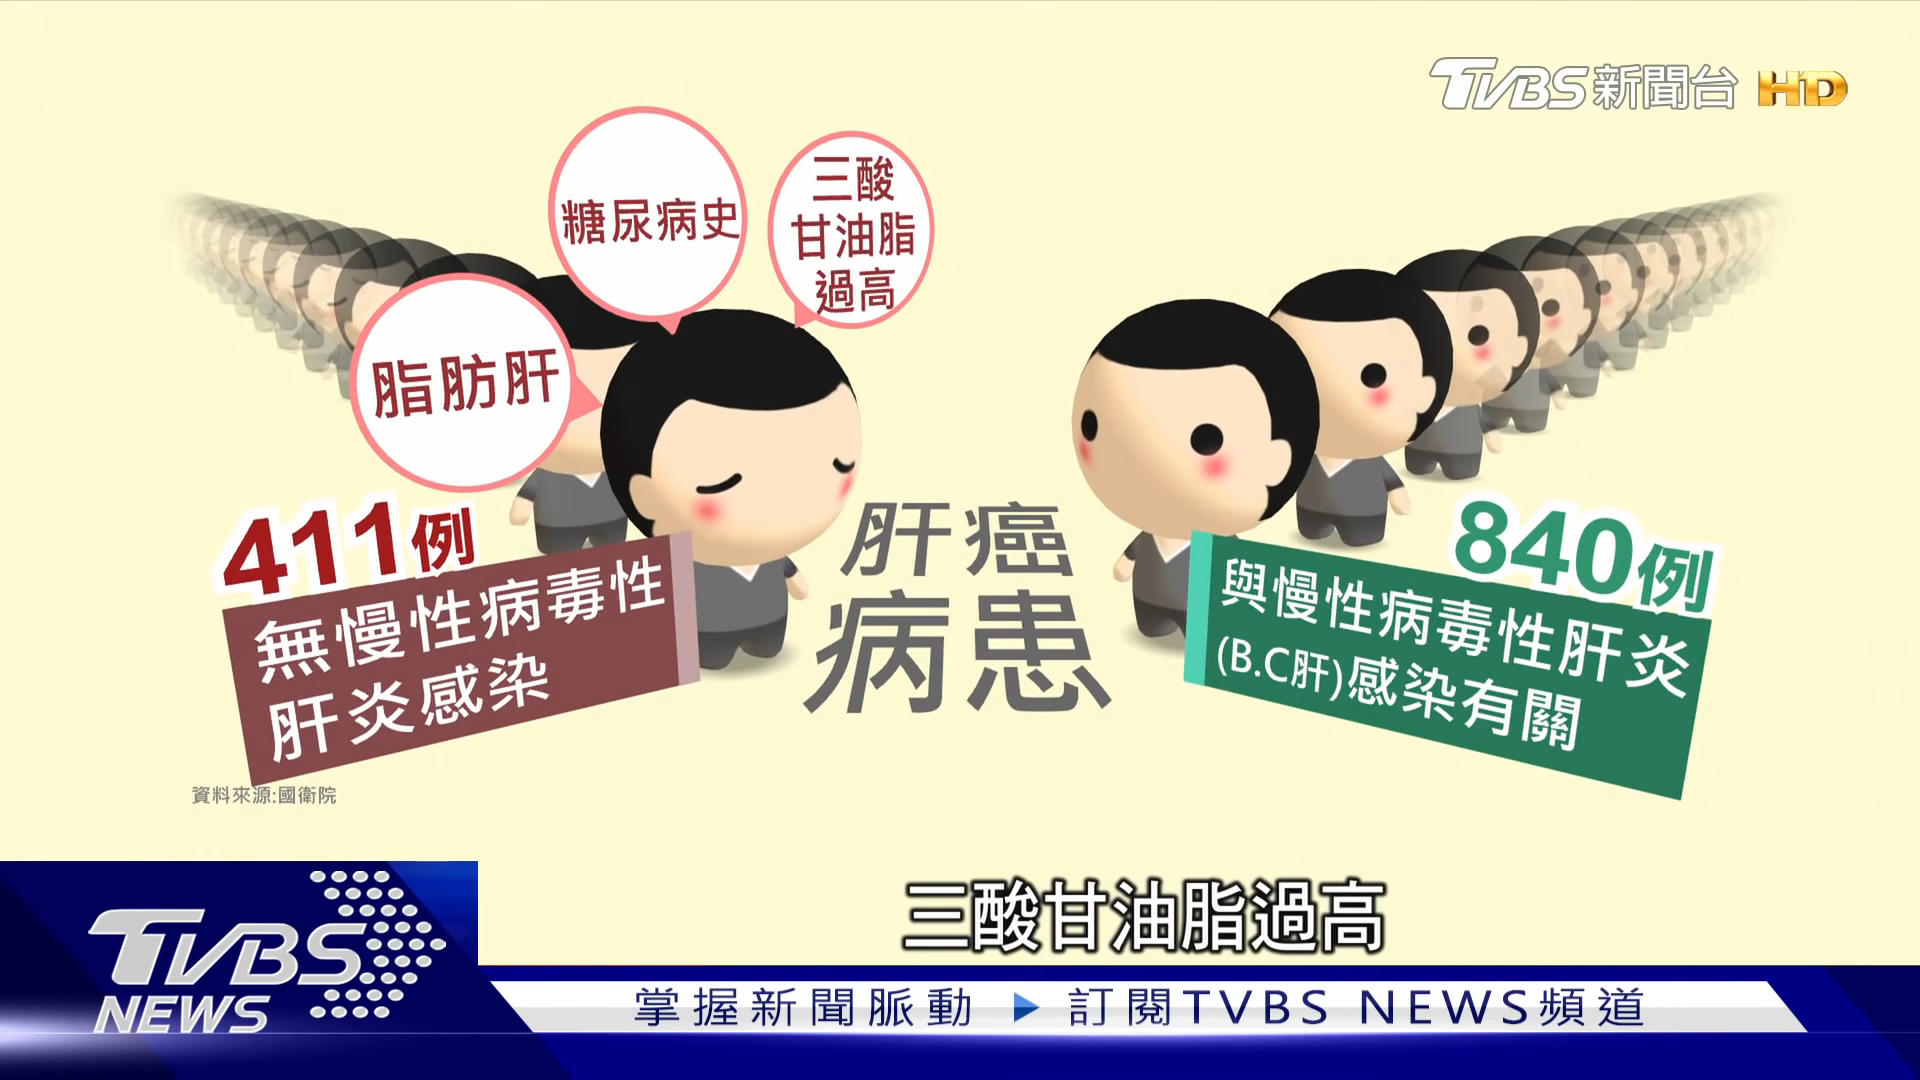 TVBS新聞台 HD
糖尿病史
三酸
甘油脂
過高
脂肪肝
411例
無慢性病毒性
肝炎感染
肝癌
病患
840例
與慢性病毒性肝炎
(B.C肝)感染有關
資料來源:國衛院
三酸甘油脂過高
TVBS
NEWS
掌握新聞脈動 ▶ 訂閱TVBS NEWS頻道